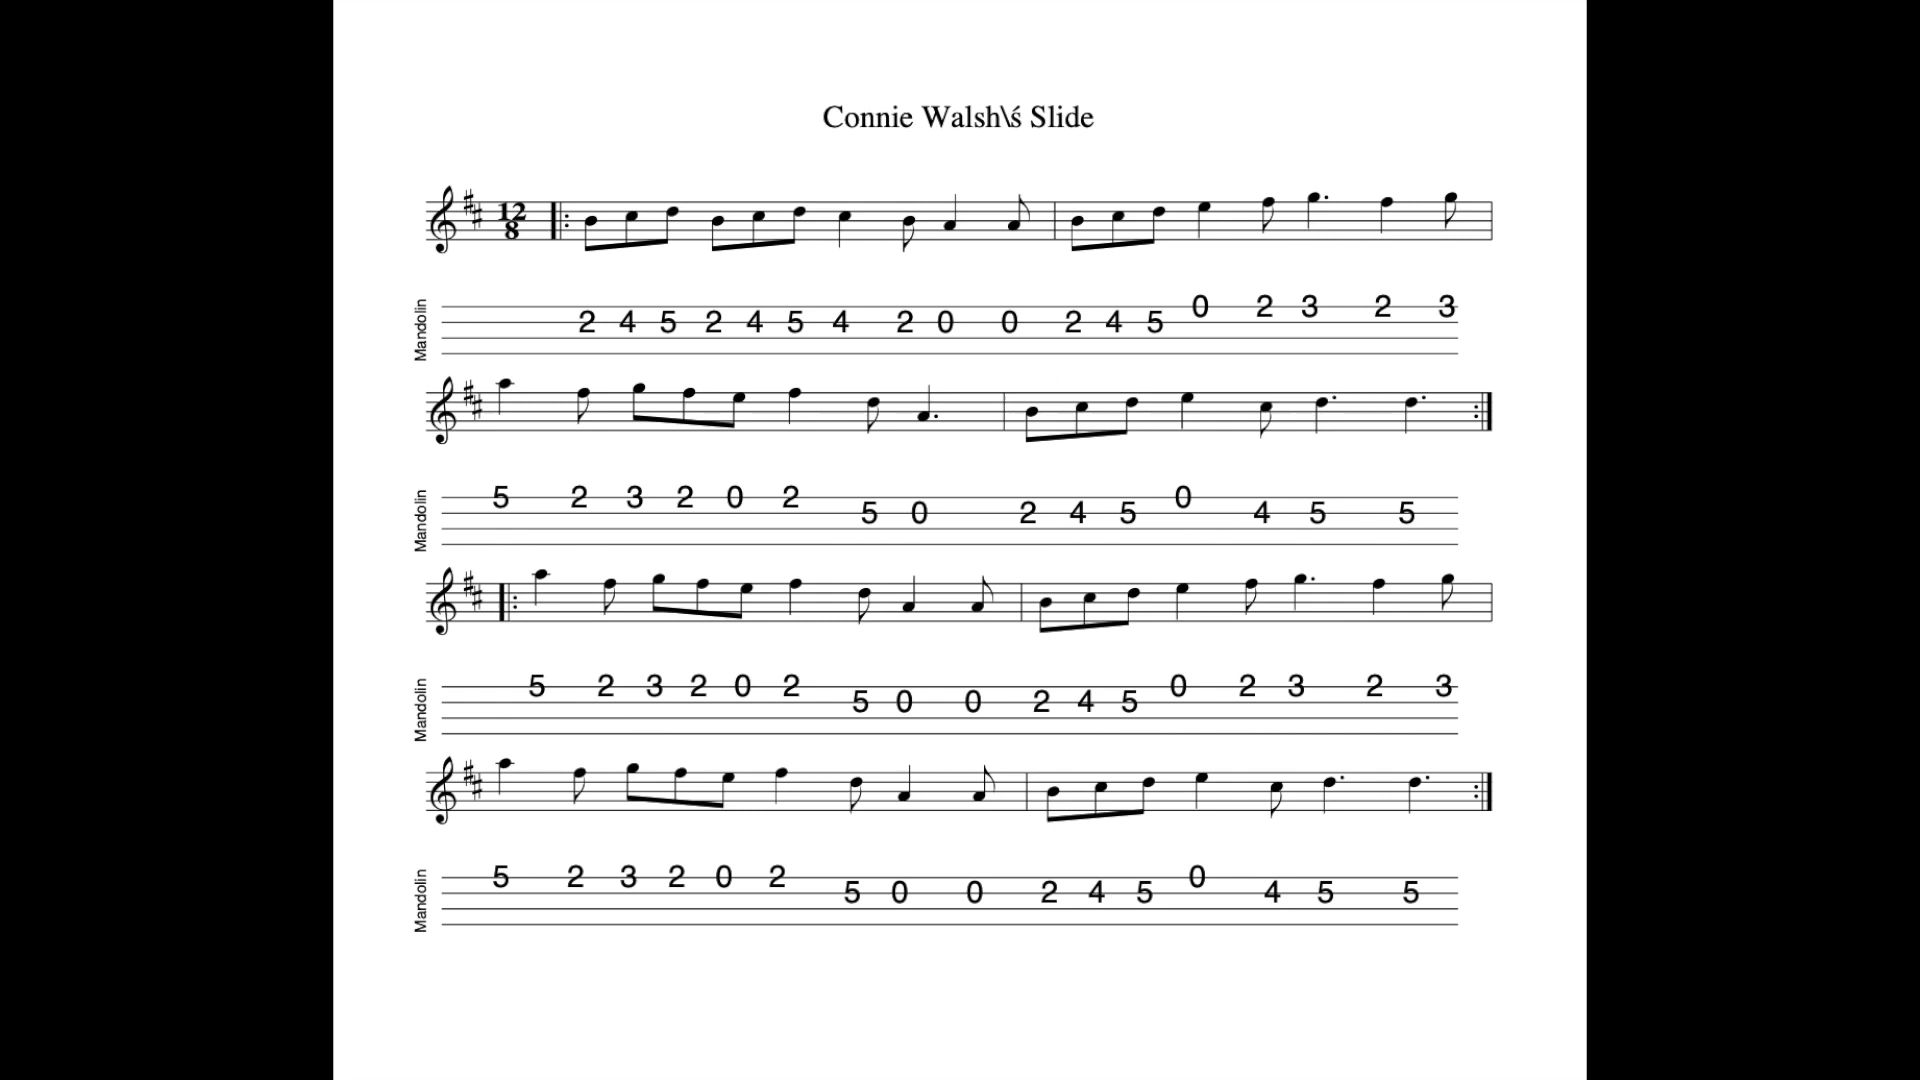 Connie Walsh\ś Slide
12
8
Mandolin
2 4 5 2 4 5 4 2 0 0 2 4 5 0 2 3 2 3
Mandolin
5 2 3 2 0 2 5 0 2 4 5 0 4 5 5
Mandolin
5 2 3 2 0 2 5 0 0 2 4 5 0 2 3 2 3
Mandolin
5 2 3 2 0 2 5 0 0 2 4 5 0 4 5 5